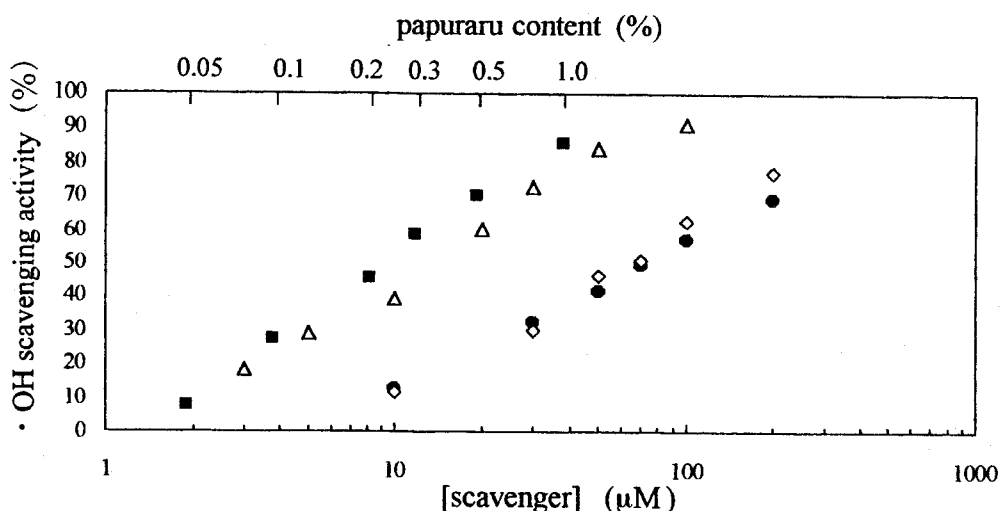 papuraru content (%)
0.05 0.1 0.2 0.3 0.5 1.0
· OH scavenging activity (%)
100
90
80
70
60
50
40
30
20
10
0
1 10 100 1000
[scavenger] (μM)